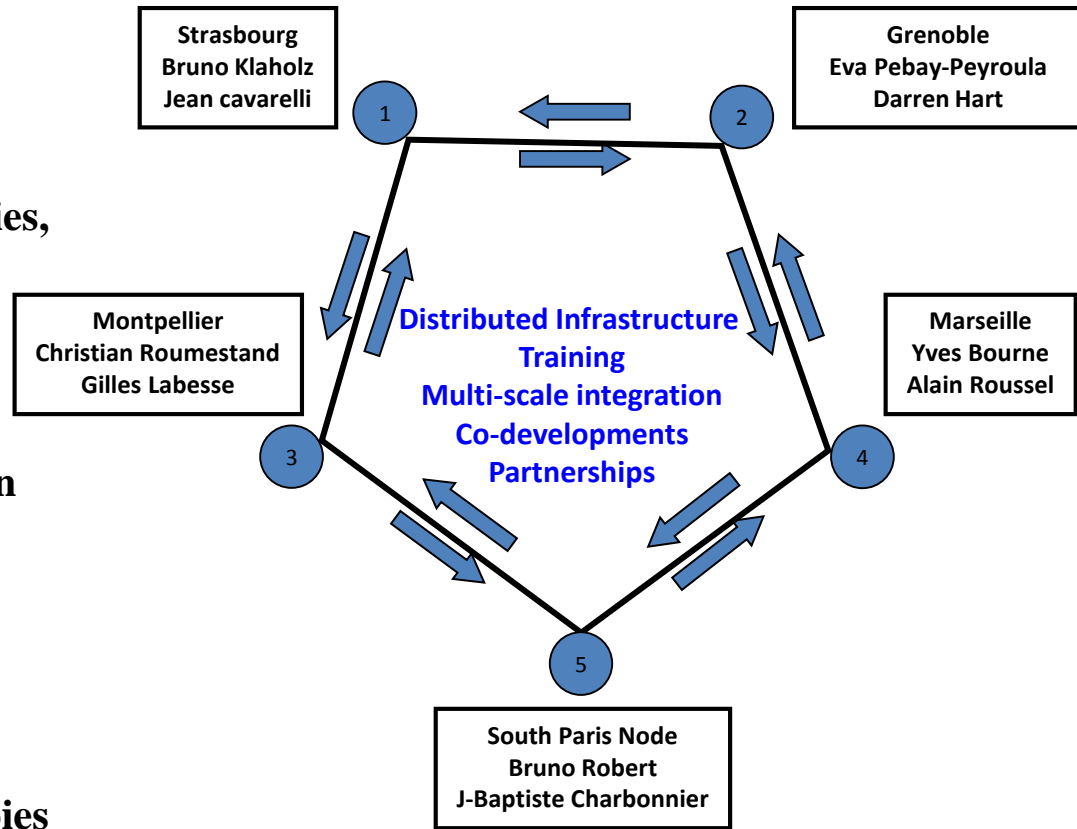 Strasbourg
Bruno Klaholz
Jean cavarelli
1
2
Grenoble
Eva Pebay-Peyroula
Darren Hart
ies,
Montpellier
Christian Roumestand
Gilles Labesse
3
Distributed Infrastructure
Training
Multi-scale integration
Co-developments
Partnerships
Marseille
Yves Bourne
Alain Roussel
4
n
5
South Paris Node
Bruno Robert
J-Baptiste Charbonnier
pies